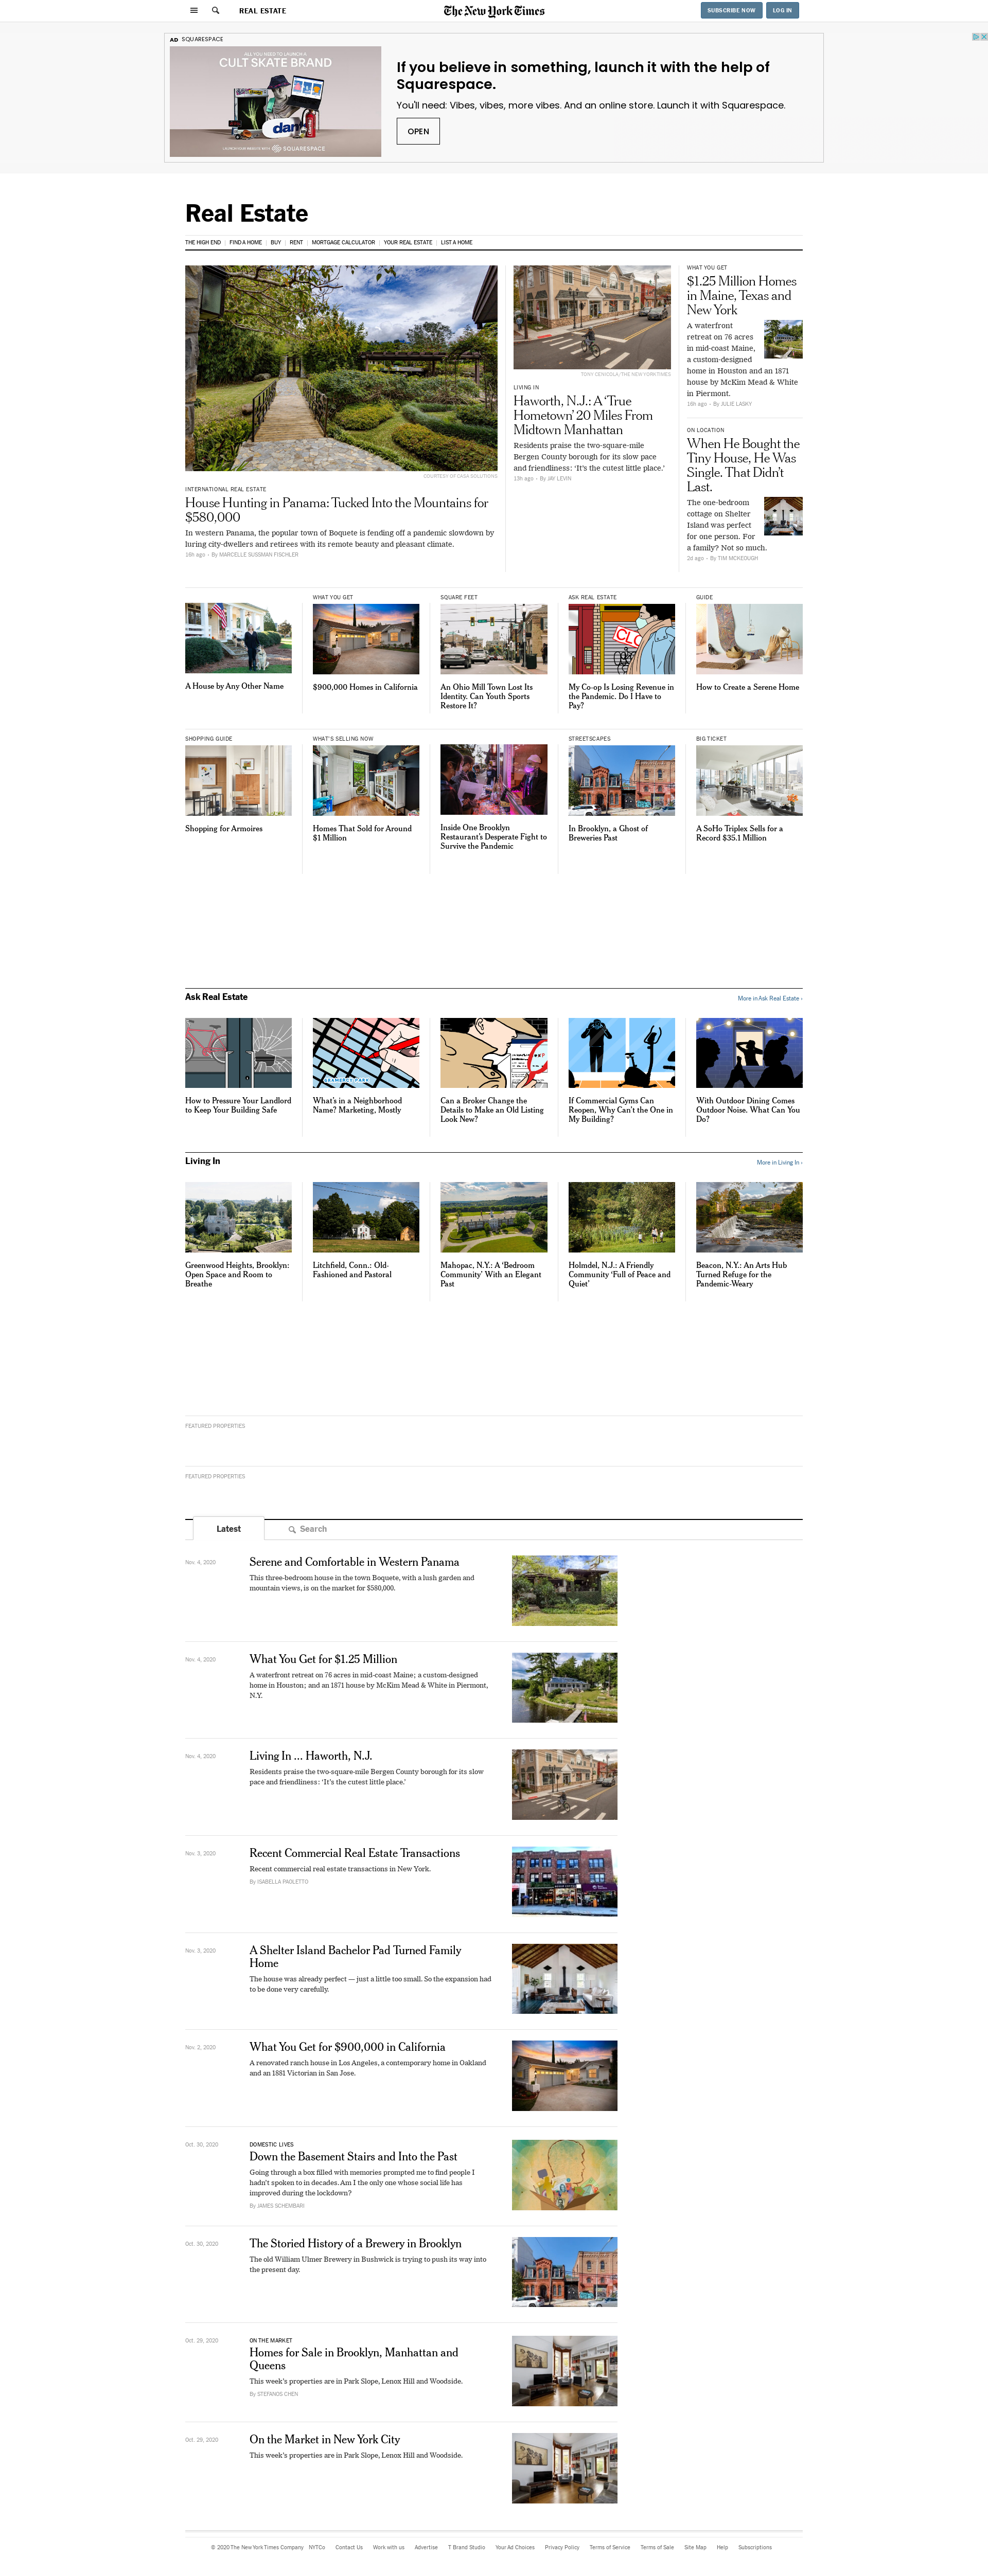 REAL ESTATE
The New York Times
SUBSCRIBE NOW
LOG IN
AD SQUARESPACE
ALL YOU NEED TO LAUNCH A
CULT SKATE BRAND
dan
SQUARESPACE
If you believe in something, launch it with the help of
Squarespace.
You'll need: Vibes, vibes, more vibes. And an online store. Launch it with Squarespace.
OPEN
Real Estate
THE HIGH END | FIND A HOME | BUY | RENT | MORTGAGE CALCULATOR | YOUR REAL ESTATE | LIST A HOME
COURTESY OF CASA SOLUTIONS
INTERNATIONAL REAL ESTATE
House Hunting in Panama: Tucked Into the Mountains for
$580,000
In western Panama, the popular town of Boquete is fending off a pandemic slowdown by
luring city-dwellers and retirees with its remote beauty and pleasant climate.
16h ago · By MARCELLE SUSSMAN FISCHLER
TONY CENICOLA/THE NEW YORK TIMES
LIVING IN
Haworth, N.J.: A ‘True
Hometown’ 20 Miles From
Midtown Manhattan
Residents praise the two-square-mile
Bergen County borough for its slow pace
and friendliness: ‘It’s the cutest little place.’
13h ago · By JAY LEVIN
WHAT YOU GET
$1.25 Million Homes
in Maine, Texas and
New York
A waterfront
retreat on 76 acres
in mid-coast Maine,
a custom-designed
home in Houston and an 1871
house by McKim Mead & White
in Piermont.
16h ago · By JULIE LASKY
ON LOCATION
When He Bought the
Tiny House, He Was
Single. That Didn’t
Last.
The one-bedroom
cottage on Shelter
Island was perfect
for one person. For
a family? Not so much.
2d ago · By TIM MCKEOUGH
A House by Any Other Name
WHAT YOU GET
$900,000 Homes in California
SQUARE FEET
An Ohio Mill Town Lost Its
Identity. Can Youth Sports
Restore It?
ASK REAL ESTATE
CLO
My Co-op Is Losing Revenue in
the Pandemic. Do I Have to
Pay?
GUIDE
How to Create a Serene Home
SHOPPING GUIDE
Shopping for Armoires
WHAT’S SELLING NOW
Homes That Sold for Around
$1 Million
Inside One Brooklyn
Restaurant’s Desperate Fight to
Survive the Pandemic
STREETSCAPES
In Brooklyn, a Ghost of
Breweries Past
BIG TICKET
A SoHo Triplex Sells for a
Record $35.1 Million
Ask Real Estate
More in Ask Real Estate ›
How to Pressure Your Landlord
to Keep Your Building Safe
GRAMERCY PARK
What’s in a Neighborhood
Name? Marketing, Mostly
Can a Broker Change the
Details to Make an Old Listing
Look New?
If Commercial Gyms Can
Reopen, Why Can’t the One in
My Building?
With Outdoor Dining Comes
Outdoor Noise. What Can You
Do?
Living In
More in Living In ›
Greenwood Heights, Brooklyn:
Open Space and Room to
Breathe
Litchfield, Conn.: Old-
Fashioned and Pastoral
Mahopac, N.Y.: A ‘Bedroom
Community’ With an Elegant
Past
Holmdel, N.J.: A Friendly
Community ‘Full of Peace and
Quiet’
Beacon, N.Y.: An Arts Hub
Turned Refuge for the
Pandemic-Weary
FEATURED PROPERTIES
FEATURED PROPERTIES
Latest
Search
Nov. 4, 2020
Serene and Comfortable in Western Panama
This three-bedroom house in the town Boquete, with a lush garden and
mountain views, is on the market for $580,000.
Nov. 4, 2020
What You Get for $1.25 Million
A waterfront retreat on 76 acres in mid-coast Maine; a custom-designed
home in Houston; and an 1871 house by McKim Mead & White in Piermont,
N.Y.
Nov. 4, 2020
Living In ... Haworth, N.J.
Residents praise the two-square-mile Bergen County borough for its slow
pace and friendliness: ‘It’s the cutest little place.’
Nov. 3, 2020
Recent Commercial Real Estate Transactions
Recent commercial real estate transactions in New York.
By ISABELLA PAOLETTO
Nov. 3, 2020
A Shelter Island Bachelor Pad Turned Family
Home
The house was already perfect — just a little too small. So the expansion had
to be done very carefully.
Nov. 2, 2020
What You Get for $900,000 in California
A renovated ranch house in Los Angeles, a contemporary home in Oakland
and an 1881 Victorian in San Jose.
Oct. 30, 2020
DOMESTIC LIVES
Down the Basement Stairs and Into the Past
Going through a box filled with memories prompted me to find people I
hadn’t spoken to in decades. Am I the only one whose social life has
improved during the lockdown?
By JAMES SCHEMBARI
Oct. 30, 2020
The Storied History of a Brewery in Brooklyn
The old William Ulmer Brewery in Bushwick is trying to push its way into
the present day.
Oct. 29, 2020
ON THE MARKET
Homes for Sale in Brooklyn, Manhattan and
Queens
This week’s properties are in Park Slope, Lenox Hill and Woodside.
By STEFANOS CHEN
Oct. 29, 2020
On the Market in New York City
This week’s properties are in Park Slope, Lenox Hill and Woodside.
© 2020 The New York Times Company NYTCo Contact Us Work with us Advertise T Brand Studio Your Ad Choices Privacy Policy Terms of Service Terms of Sale Site Map Help Subscriptions